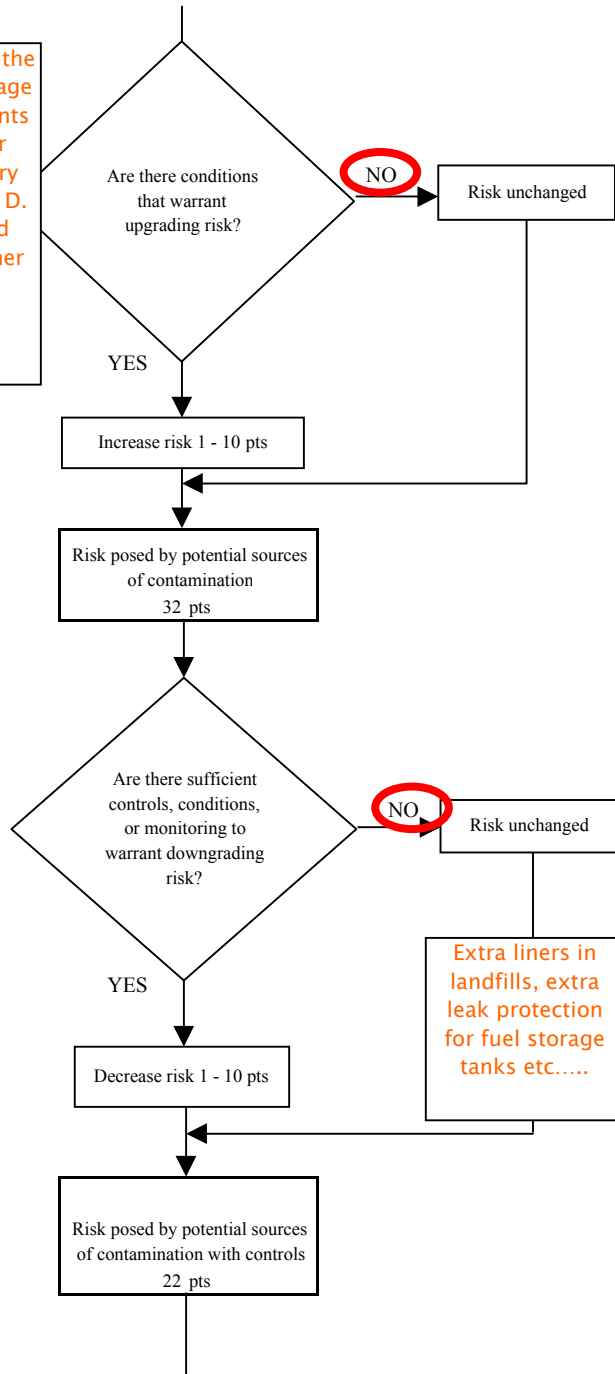 the
age
nts
r
ry
D.
d
er
Are there conditions
that warrant
upgrading risk?
NO
Risk unchanged
YES
Increase risk 1 - 10 pts
Risk posed by potential sources
of contamination
32 pts
Are there sufficient
controls, conditions,
or monitoring to
warrant downgrading
risk?
NO
Risk unchanged
YES
Extra liners in
landfills, extra
leak protection
for fuel storage
tanks etc…..
Decrease risk 1 - 10 pts
Risk posed by potential sources
of contamination with controls
22 pts